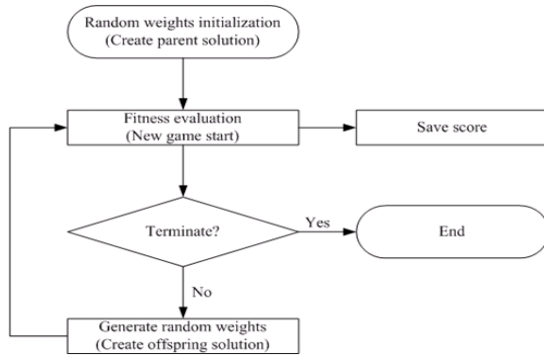 Random weights initialization
(Create parent solution)
Fitness evaluation
(New game start)
Save score
Terminate?
Yes
End
No
Generate random weights
(Create offspring solution)